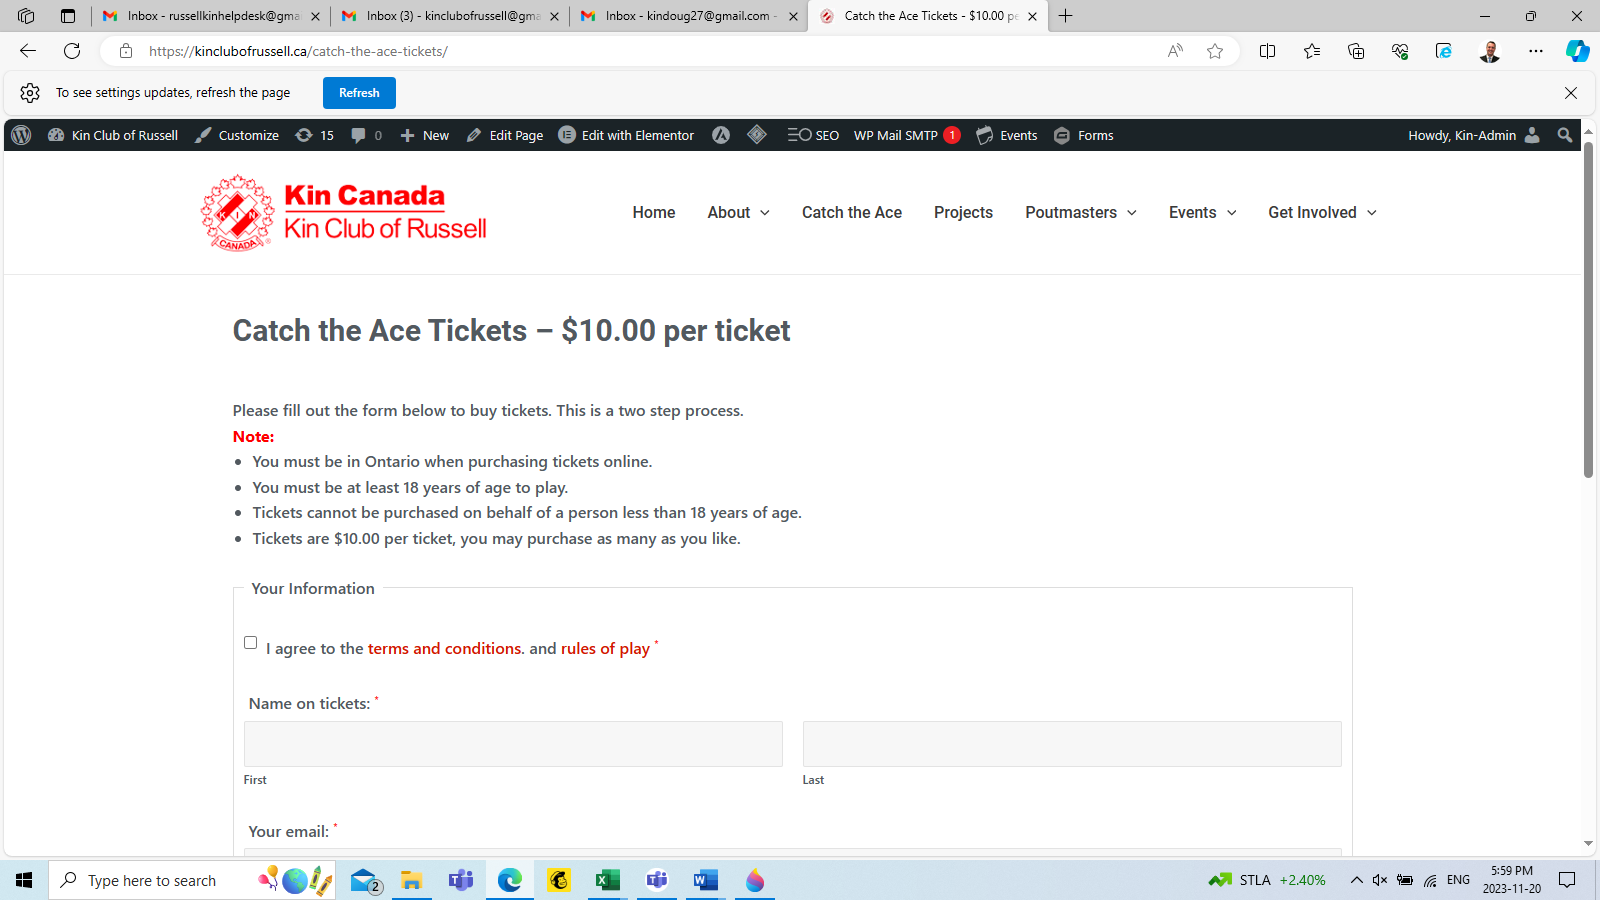 Inbox - russellkinhelpdesk@gma
Inbox (3) - kinclubofrussell@gma
Inbox - kindoug27@gmail.com -
Catch the Ace Tickets - $10.00 pe
https://kinclubofrussell.ca/catch-the-ace-tickets/
To see settings updates, refresh the page
Refresh
Kin Club of Russell
Customize
15
0
New
Edit Page
Edit with Elementor
SEO
WP Mail SMTP 1
Events
Forms
Howdy, Kin-Admin
KIN
CANADA
Kin Canada
Kin Club of Russell
Home
About
Catch the Ace
Projects
Poutmasters
Events
Get Involved
Catch the Ace Tickets – $10.00 per ticket
Please fill out the form below to buy tickets. This is a two step process.
Note:
• You must be in Ontario when purchasing tickets online.
• You must be at least 18 years of age to play.
• Tickets cannot be purchased on behalf of a person less than 18 years of age.
• Tickets are $10.00 per ticket, you may purchase as many as you like.
Your Information
I agree to the terms and conditions. and rules of play *
Name on tickets: *
First
Last
Your email: *
Type here to search
2
STLA +2.40%
ENG
5:59 PM
2023-11-20